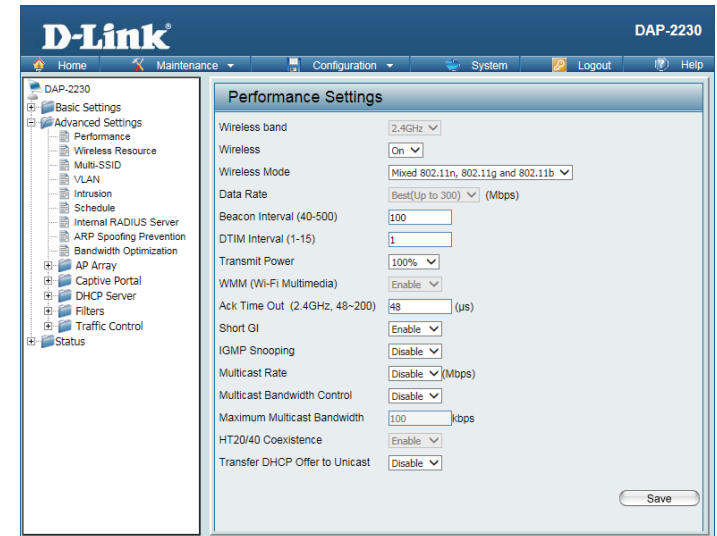 D-Link®
DAP-2230
Home Maintenance Configuration System Logout Help
DAP-2230
Basic Settings
Advanced Settings
Performance
Wireless Resource
Multi-SSID
VLAN
Intrusion
Schedule
Internal RADIUS Server
ARP Spoofing Prevention
Bandwidth Optimization
AP Array
Captive Portal
DHCP Server
Filters
Traffic Control
Status
Performance Settings
Wireless band 2.4GHz
Wireless On
Wireless Mode Mixed 802.11n, 802.11g and 802.11b
Data Rate Best(Up to 300) (Mbps)
Beacon Interval (40-500) 100
DTIM Interval (1-15) 1
Transmit Power 100%
WMM (Wi-Fi Multimedia) Enable
Ack Time Out (2.4GHz, 48~200) 48 (µs)
Short GI Enable
IGMP Snooping Disable
Multicast Rate Disable (Mbps)
Multicast Bandwidth Control Disable
Maximum Multicast Bandwidth 100 kbps
HT20/40 Coexistence Enable
Transfer DHCP Offer to Unicast Disable
Save